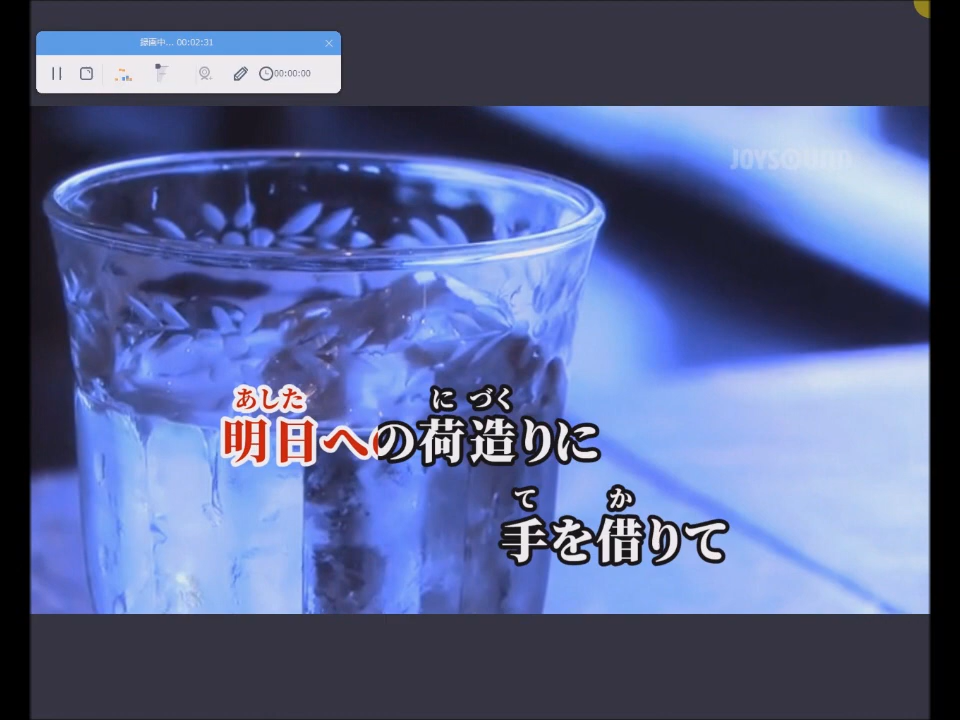 録画中... 00:02:31
00:00:00
JOYSOUND
あした に づく
明日への荷造りに
て か
手を借りて